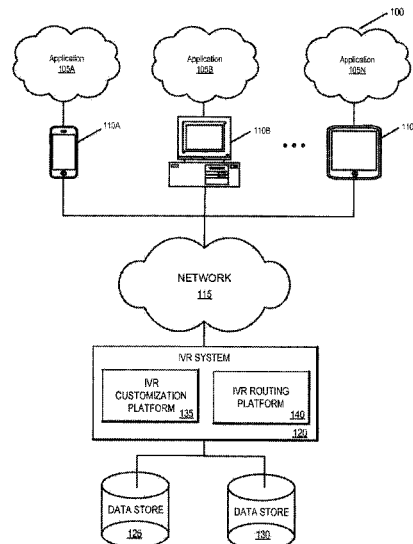 100
Application
105A
Application
105B
Application
105N
110A
110B
110
NETWORK
115
IVR SYSTEM
IVR
CUSTOMIZATION
PLATFORM
135
IVR ROUTING
PLATFORM
140
120
DATA STORE
125
DATA STORE
130